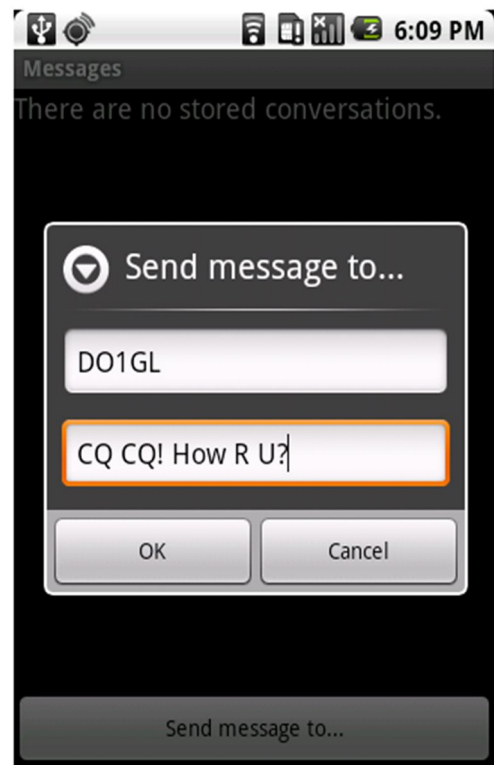 6:09 PM
Messages
There are no stored conversations.
Send message to...
DO1GL
CQ CQ! How R U?
OK Cancel
Send message to...